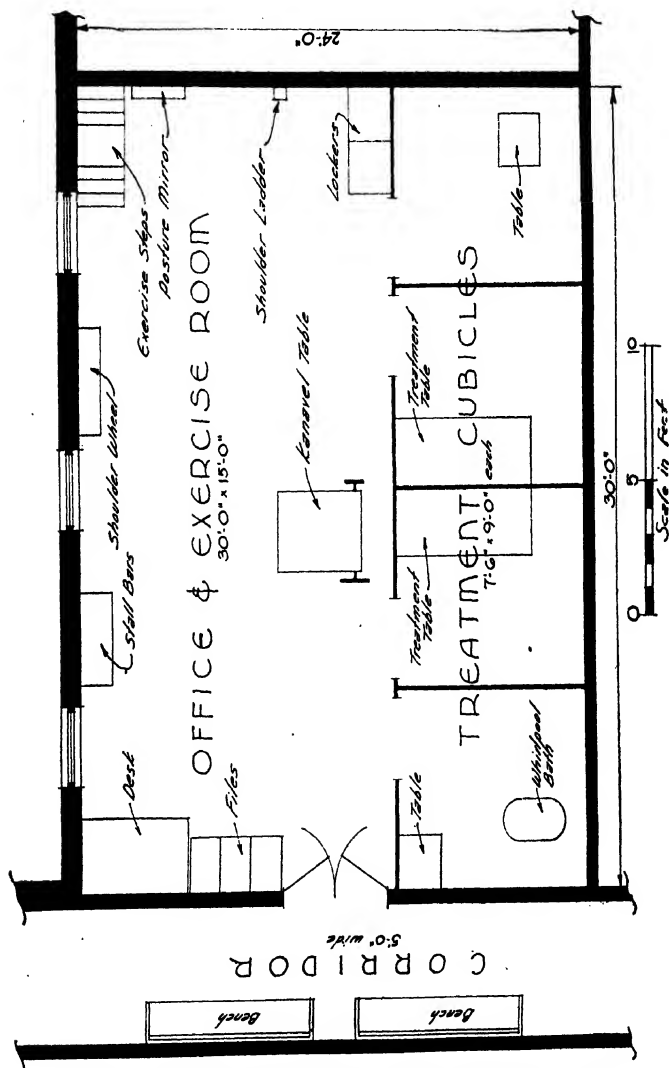 24'-0"
Exercise Steps
Posture Mirror
Shoulder Ladder
Lockers
Table
Shoulder Wheel
Stall Bars
OFFICE & EXERCISE ROOM
30'-0" x 15'-0"
Kanavel Table
Treatment
Table
Treatment
Table
TREATMENT CUBICLES
7'-6" x 9'-0" each
Desk
Files
Table
Whirlpool
Bath
30'-0"
0 5 10
Scale in Feet
CORRIDOR
5'-0" wide
Bench
Bench